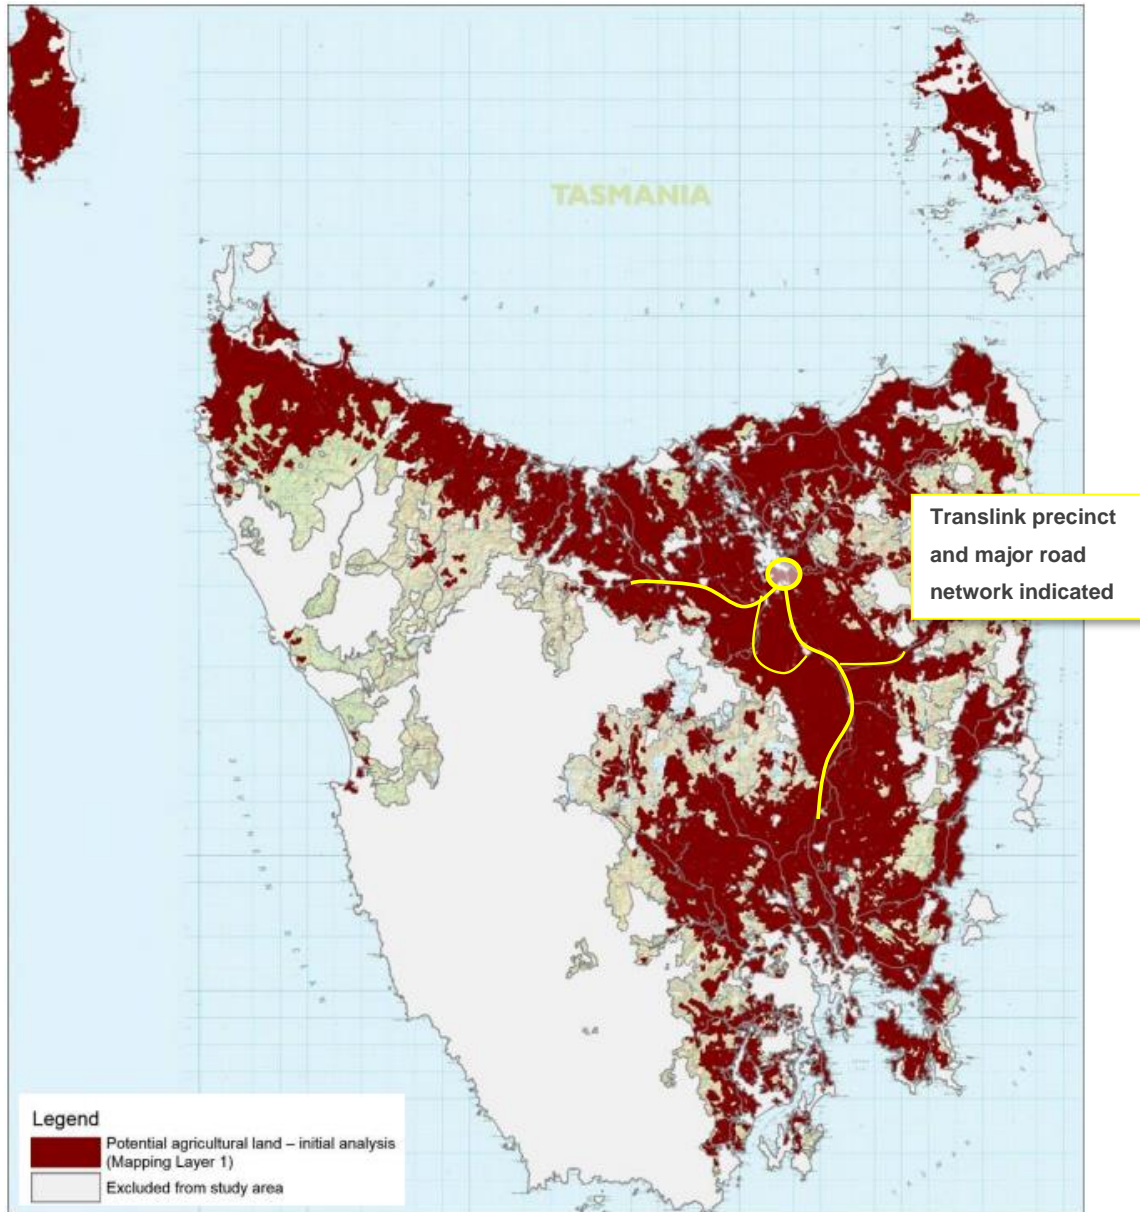 TASMANIA
Translink precinct
and major road
network indicated
Legend
Potential agricultural land – initial analysis
(Mapping Layer 1)
Excluded from study area